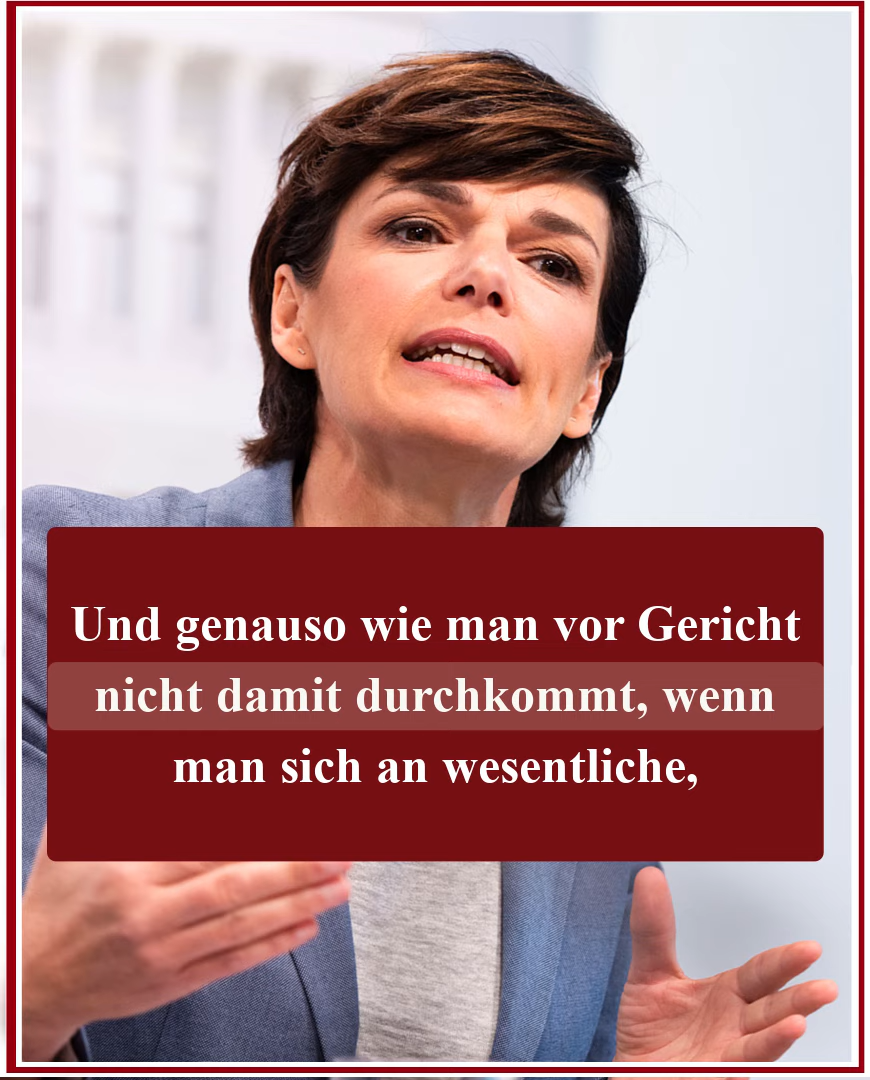 Und genauso wie man vor Gericht
nicht damit durchkommt, wenn
man sich an wesentliche,